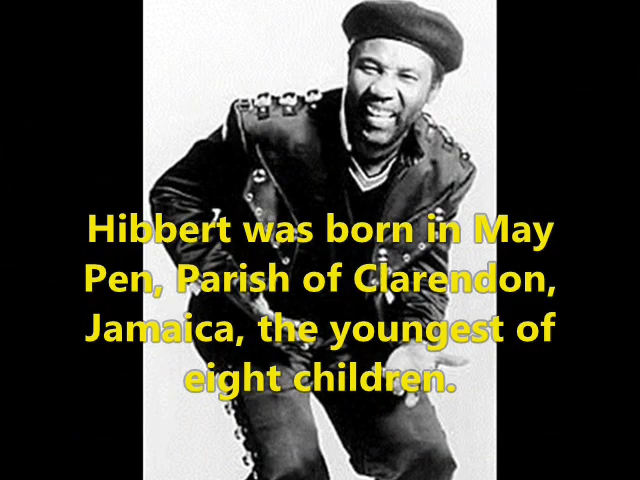 Hibbert was born in May
Pen, Parish of Clarendon,
Jamaica, the youngest of
eight children.